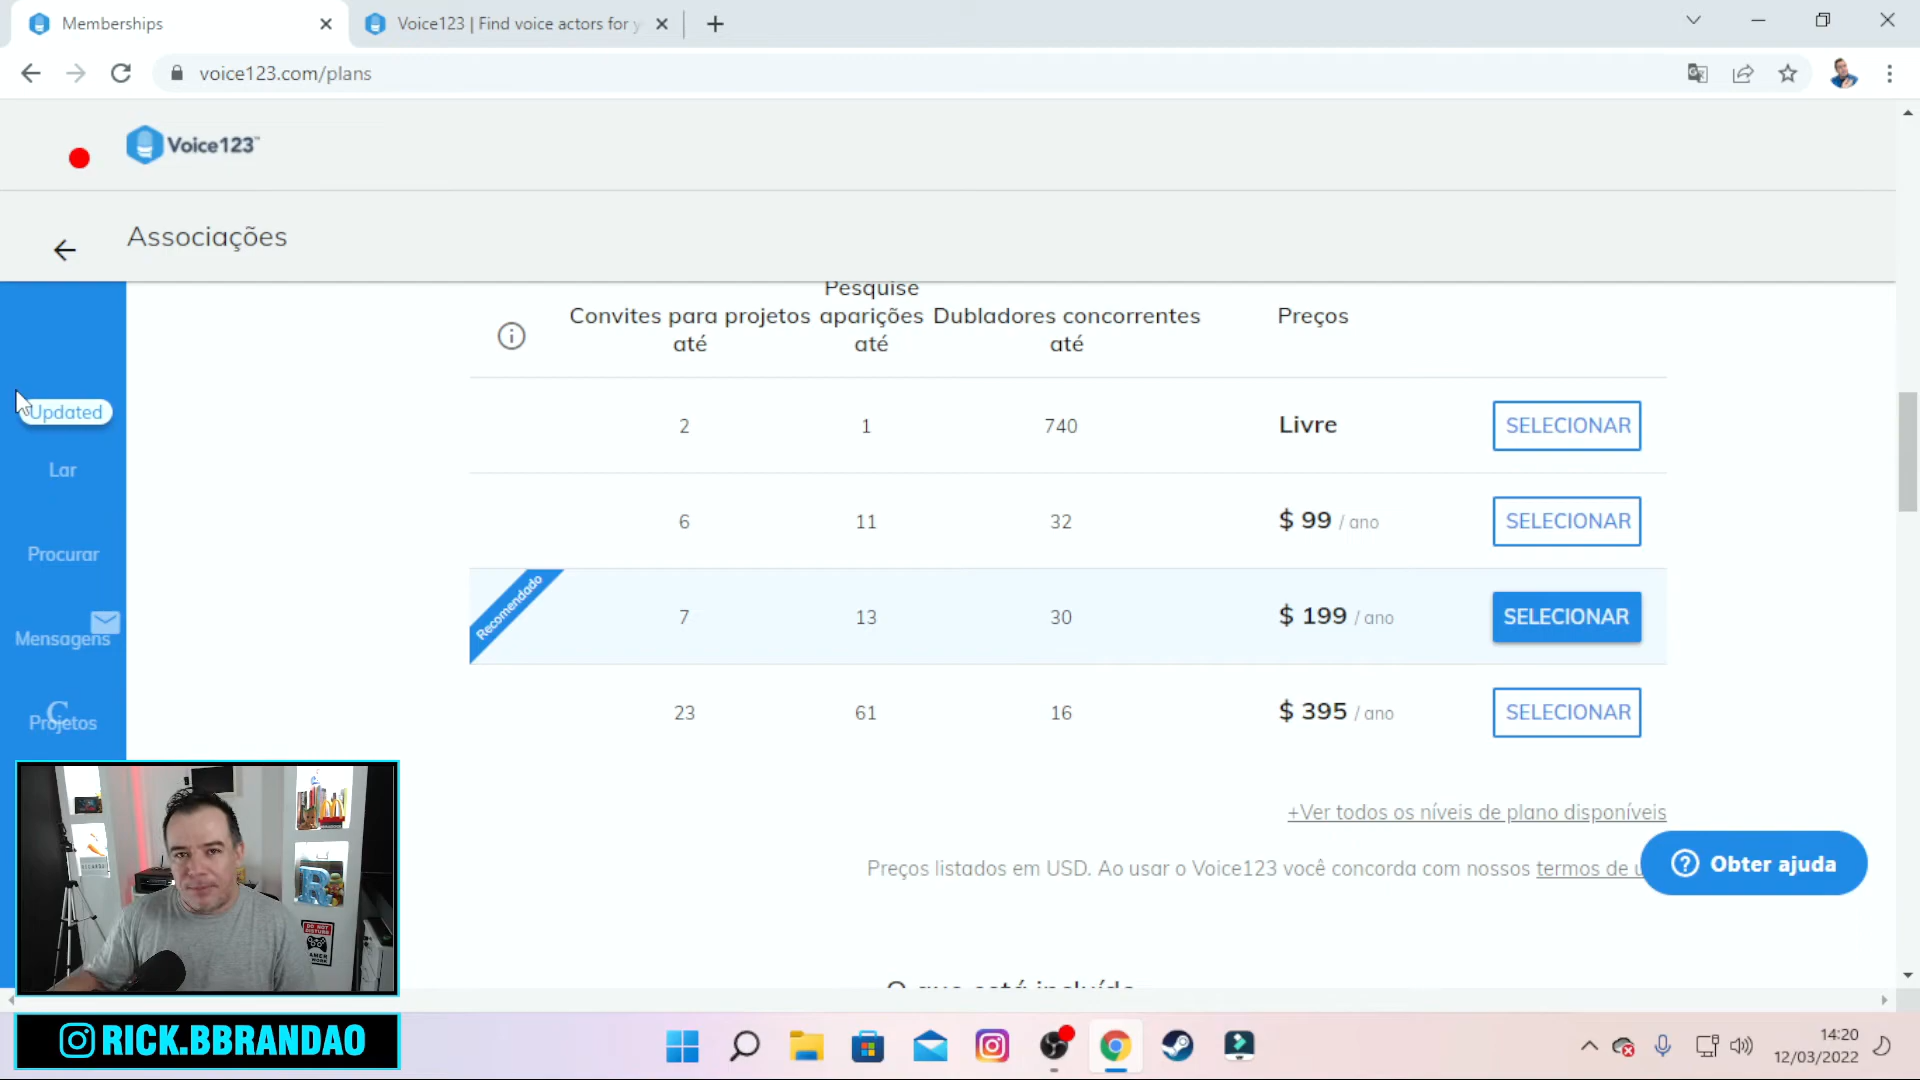 Memberships
Voice123 | Find voice actors for y
voice123.com/plans
Voice123™
Associações
Updated
Lar
Procurar
Mensagens
Projetos
Convites para projetos até
Pesquise aparições até
Dubladores concorrentes até
Preços
2 1 740 Livre SELECIONAR
6 11 32 $ 99 / ano SELECIONAR
Recomendado
7 13 30 $ 199 / ano SELECIONAR
23 61 16 $ 395 / ano SELECIONAR
+Ver todos os níveis de plano disponíveis
Preços listados em USD. Ao usar o Voice123 você concorda com nossos termos de u
Obter ajuda
O que está incluído
RICK.BBRANDAO
14:20
12/03/2022